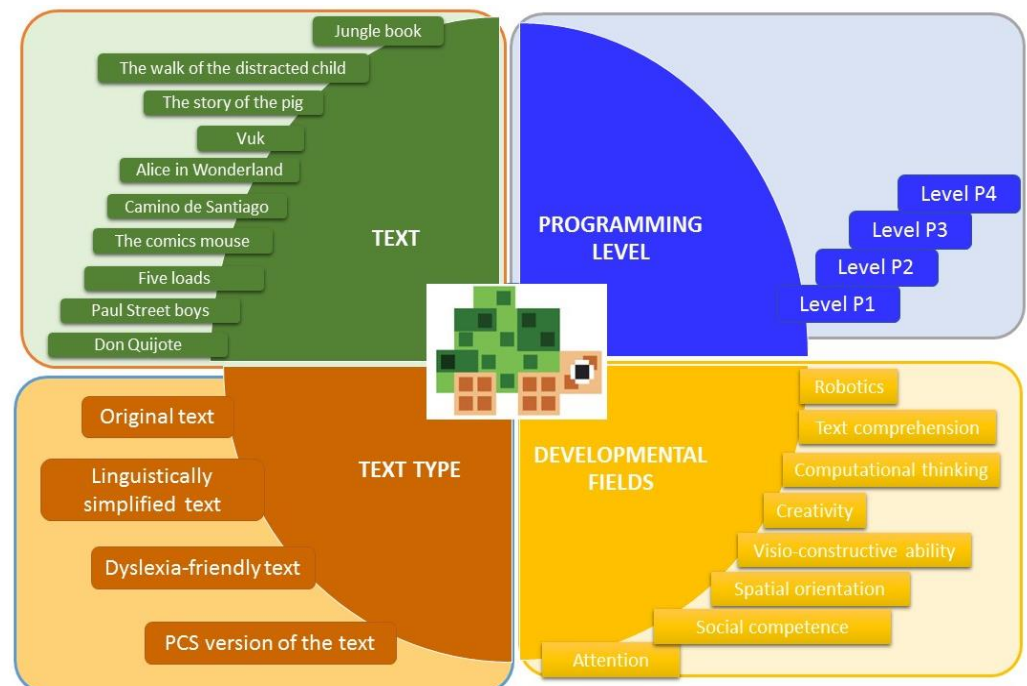 Jungle book
The walk of the distracted child
The story of the pig
Vuk
Alice in Wonderland
Camino de Santiago
The comics mouse
Five loads
Paul Street boys
Don Quijote
TEXT
PROGRAMMING
LEVEL
Level P4
Level P3
Level P2
Level P1
Original text
Linguistically
simplified text
Dyslexia-friendly text
PCS version of the text
TEXT TYPE
DEVELOPMENTAL
FIELDS
Robotics
Text comprehension
Computational thinking
Creativity
Visio-constructive ability
Spatial orientation
Social competence
Attention